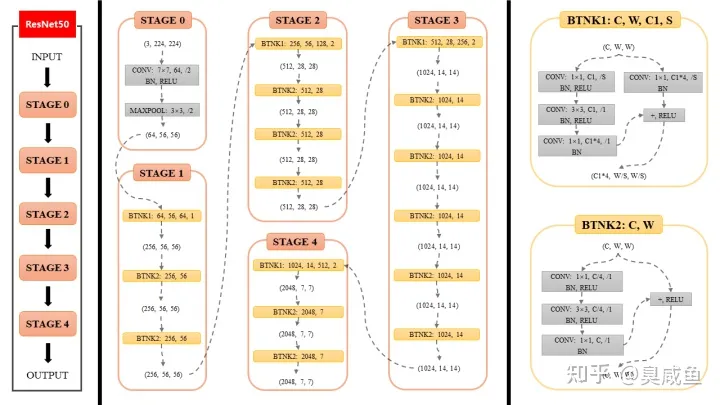 ResNet50
INPUT
STAGE 0
STAGE 1
STAGE 2
STAGE 3
STAGE 4
OUTPUT
STAGE 0
(3, 224, 224)
CONV: 7×7, 64, /2
BN, RELU
MAXPOOL: 3×3, /2
(64, 56, 56)
STAGE 1
BTNK1: 64, 56, 64, 1
(256, 56, 56)
BTNK2: 256, 56
(256, 56, 56)
BTNK2: 256, 56
(256, 56, 56)
STAGE 2
BTNK1: 256, 56, 128, 2
(512, 28, 28)
BTNK2: 512, 28
(512, 28, 28)
BTNK2: 512, 28
(512, 28, 28)
BTNK2: 512, 28
(512, 28, 28)
STAGE 4
BTNK1: 1024, 14, 512, 2
(2048, 7, 7)
BTNK2: 2048, 7
(2048, 7, 7)
BTNK2: 2048, 7
(2048, 7, 7)
STAGE 3
BTNK1: 512, 28, 256, 2
(1024, 14, 14)
BTNK2: 1024, 14
(1024, 14, 14)
BTNK2: 1024, 14
(1024, 14, 14)
BTNK2: 1024, 14
(1024, 14, 14)
BTNK2: 1024, 14
(1024, 14, 14)
BTNK2: 1024, 14
(1024, 14, 14)
BTNK1: C, W, C1, S
(C, W, W)
CONV: 1×1, C1, /S
BN, RELU
CONV: 1×1, C1*4, /S
BN
CONV: 3×3, C1, /1
BN, RELU
+, RELU
CONV: 1×1, C1*4, /1
BN
(C1*4, W/S, W/S)
BTNK2: C, W
(C, W, W)
CONV: 1×1, C/4, /1
BN, RELU
+, RELU
CONV: 3×3, C/4, /1
BN, RELU
CONV: 1×1, C, /1
BN
(C, W, W)
知乎 @臭咸鱼